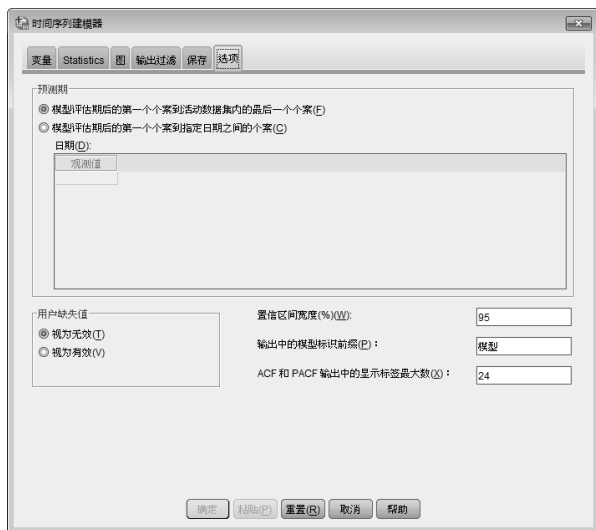 时间序列建模器
变量 Statistics 图 输出过滤 保存 选项
预测期
模型评估期后的第一个个案到活动数据集内的最后一个个案(F)
模型评估期后的第一个个案到指定日期之间的个案(C)
日期(D):
观测值
用户缺失值
视为无效(T)
视为有效(V)
置信区间宽度(%)(W):
95
输出中的模型标识前缀(P):
模型
ACF 和 PACF 输出中的显示标签最大数(X):
24
确定 粘贴(P) 重置(R) 取消 帮助